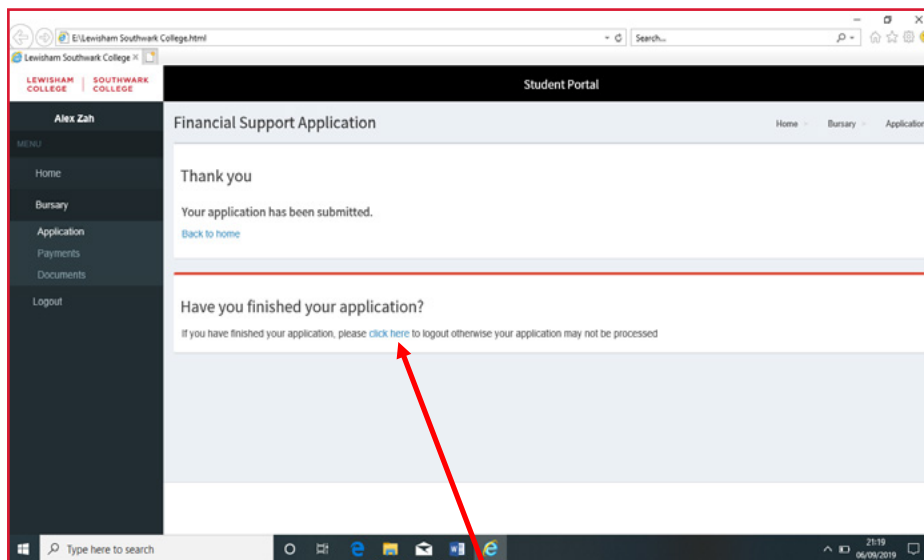 E:\Lewisham Southwark College.html
Search...
Lewisham Southwark College
LEWISHAM COLLEGE
SOUTHWARK COLLEGE
Student Portal
Alex Zah
MENU
Home
Bursary
Application
Payments
Documents
Logout
Financial Support Application
Home
Bursary
Application
Thank you
Your application has been submitted.
Back to home
Have you finished your application?
If you have finished your application, please click here to logout otherwise your application may not be processed
Type here to search
21:19
06/09/2019